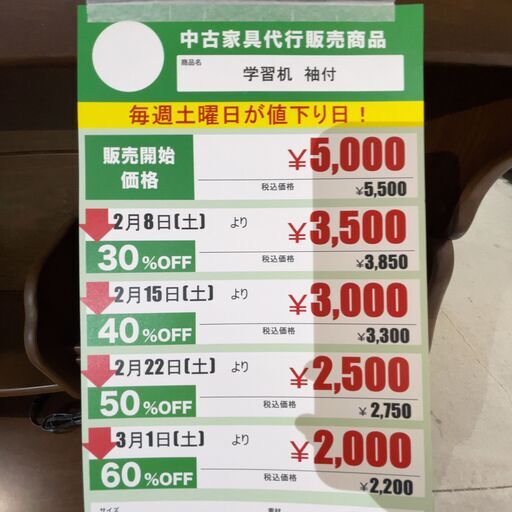 中古家具代行販売商品
商品名
学習机 袖付
毎週土曜日が値下り日！
販売開始
価格
¥5,000
税込価格 ¥5,500
2月8日(土) より
30%OFF
¥3,500
税込価格 ¥3,850
2月15日(土) より
40%OFF
¥3,000
税込価格 ¥3,300
2月22日(土) より
50%OFF
¥2,500
税込価格 ¥2,750
3月1日(土) より
60%OFF
¥2,000
税込価格 ¥2,200
サイズ 素材